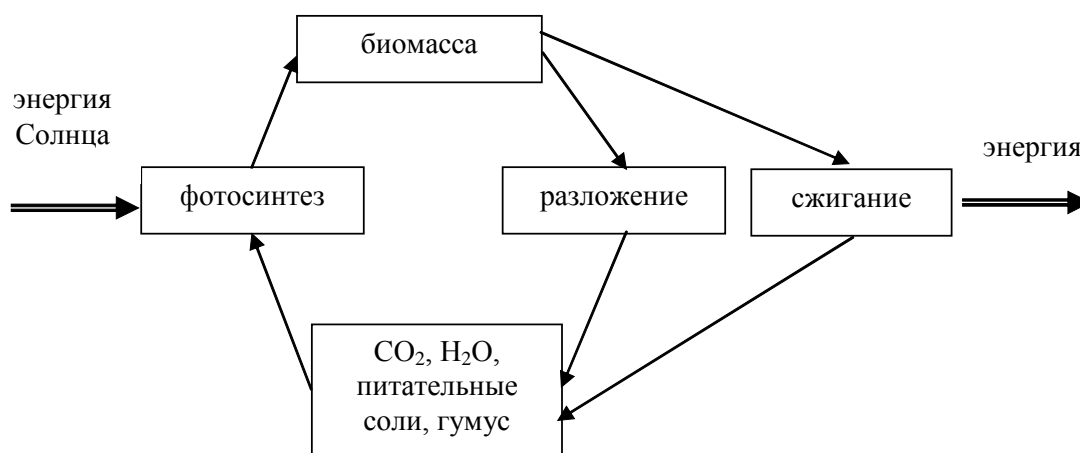 биомасса
энергия
Солнца
энергия
фотосинтез
разложение
сжигание
CO₂, H₂O,
питательные
соли, гумус